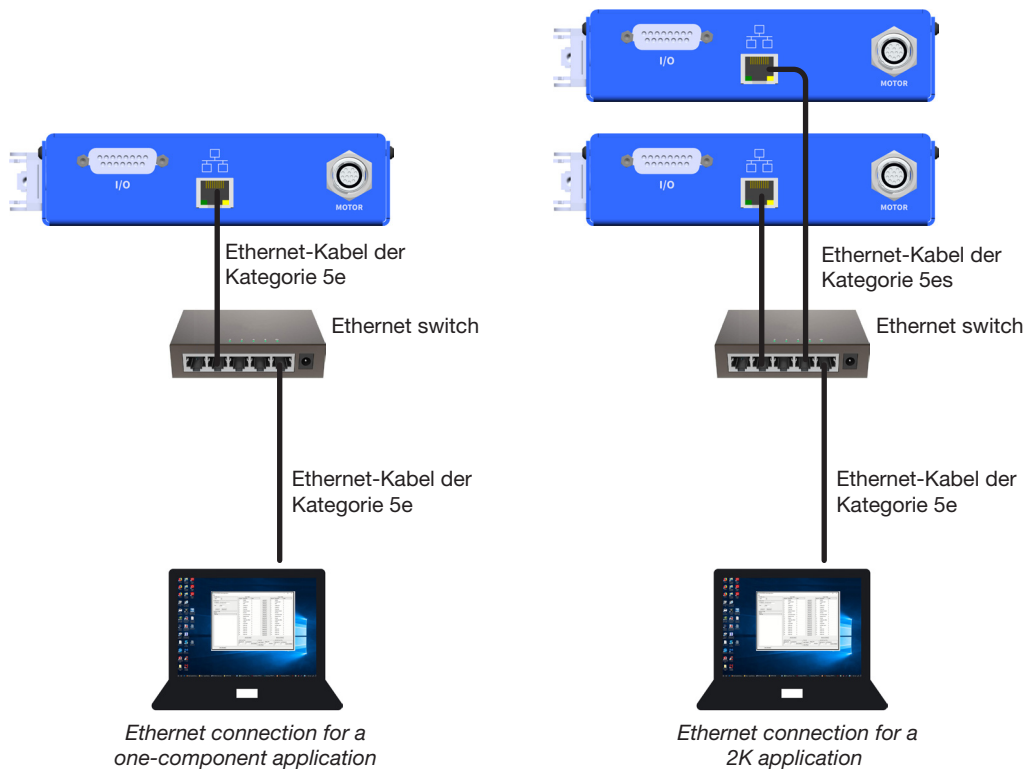 I/O
MOTOR
Ethernet-Kabel der
Kategorie 5e
Ethernet switch
Ethernet-Kabel der
Kategorie 5e
Ethernet connection for a
one-component application
I/O
MOTOR
I/O
MOTOR
Ethernet-Kabel der
Kategorie 5es
Ethernet switch
Ethernet-Kabel der
Kategorie 5e
Ethernet connection for a
2K application